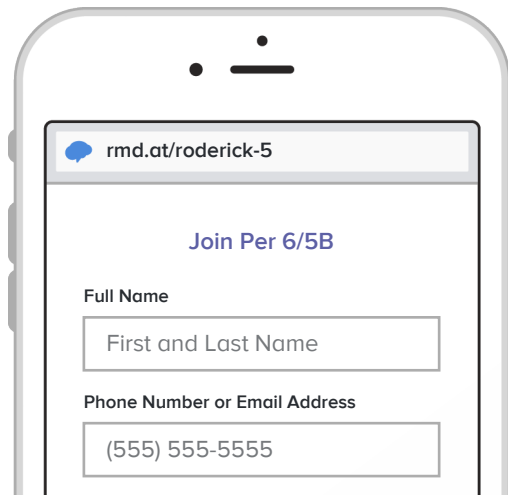 rmd.at/roderick-5
Join Per 6/5B
Full Name
First and Last Name
Phone Number or Email Address
(555) 555-5555